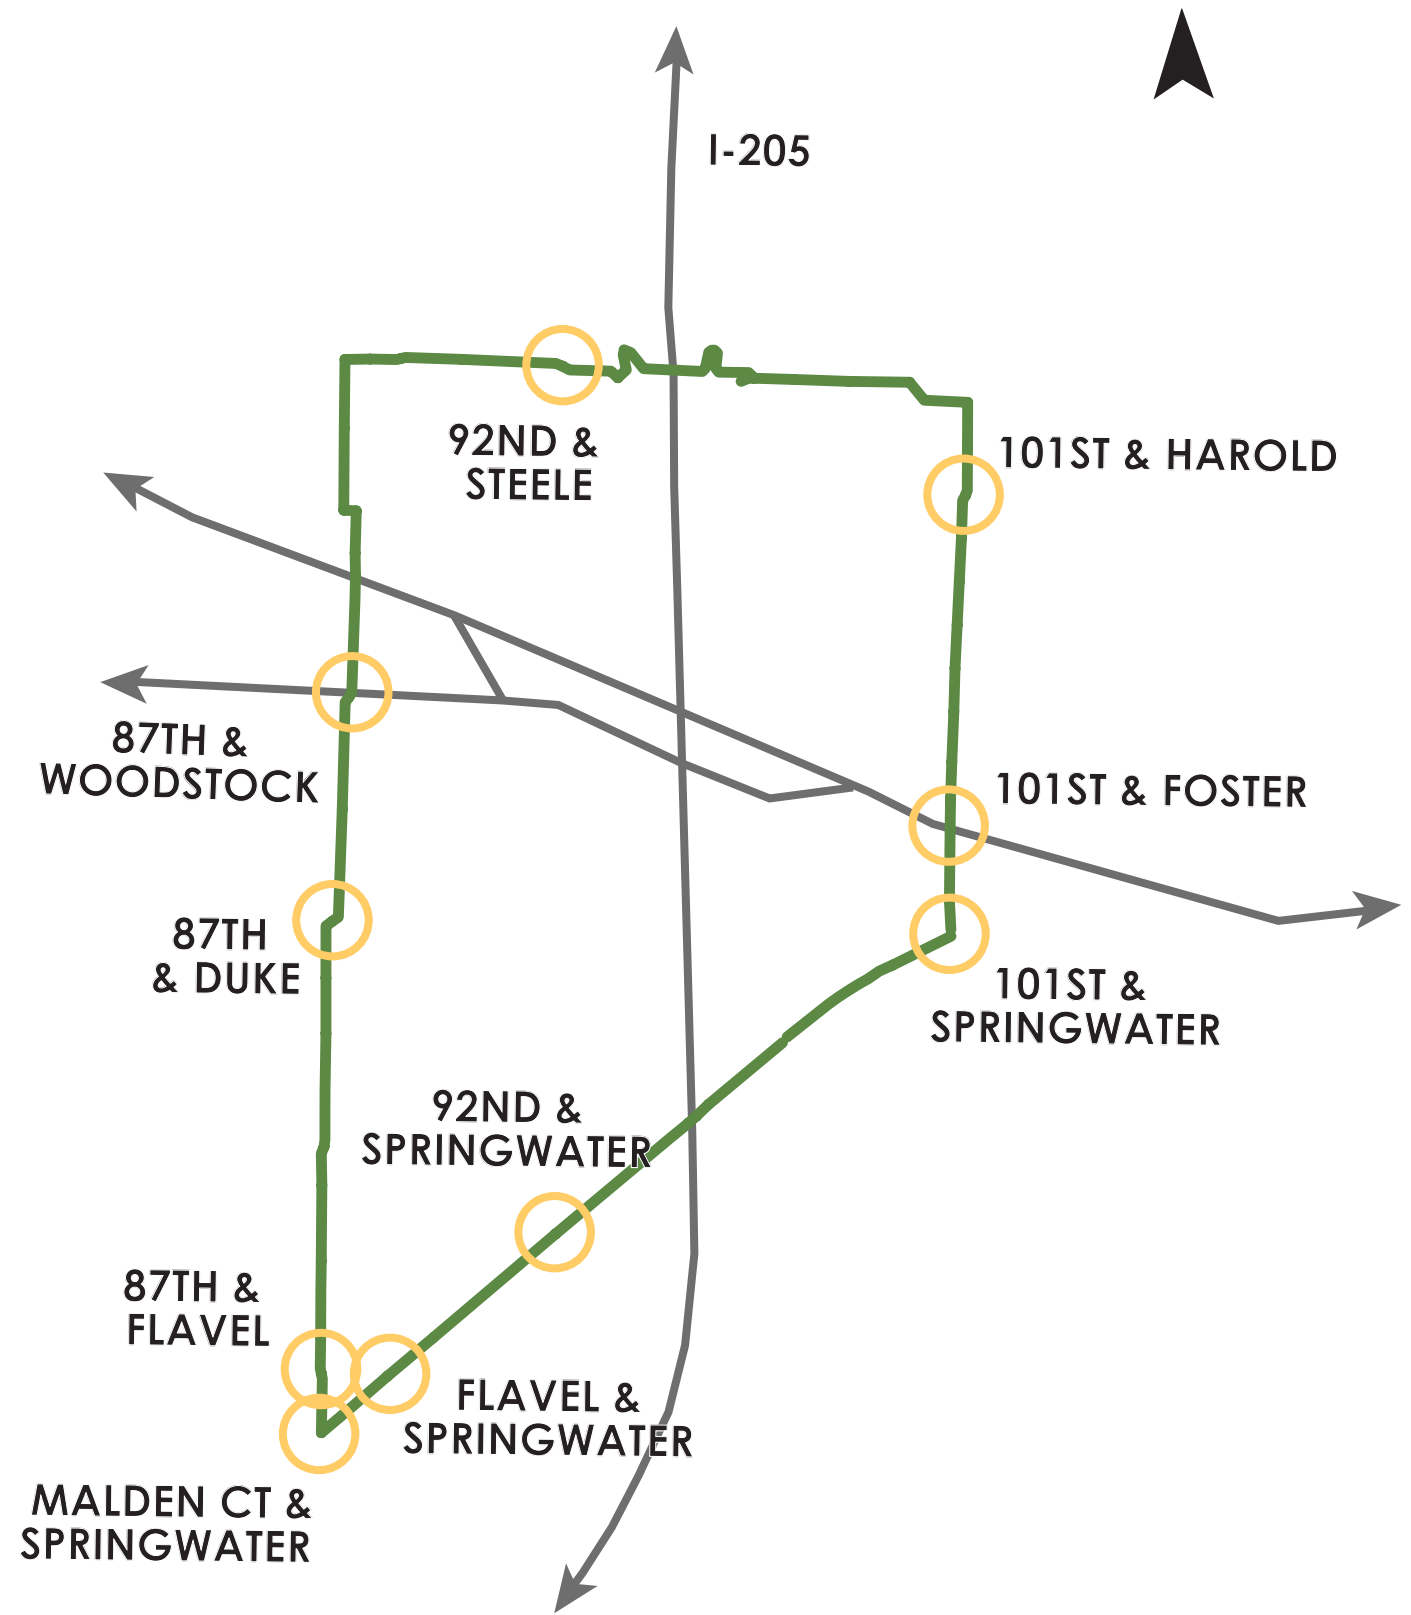 I-205
92ND &
STEELE
101ST & HAROLD
87TH &
WOODSTOCK
101ST & FOSTER
87TH
& DUKE
101ST &
SPRINGWATER
92ND &
SPRINGWATER
87TH &
FLAVEL
FLAVEL &
SPRINGWATER
MALDEN CT &
SPRINGWATER